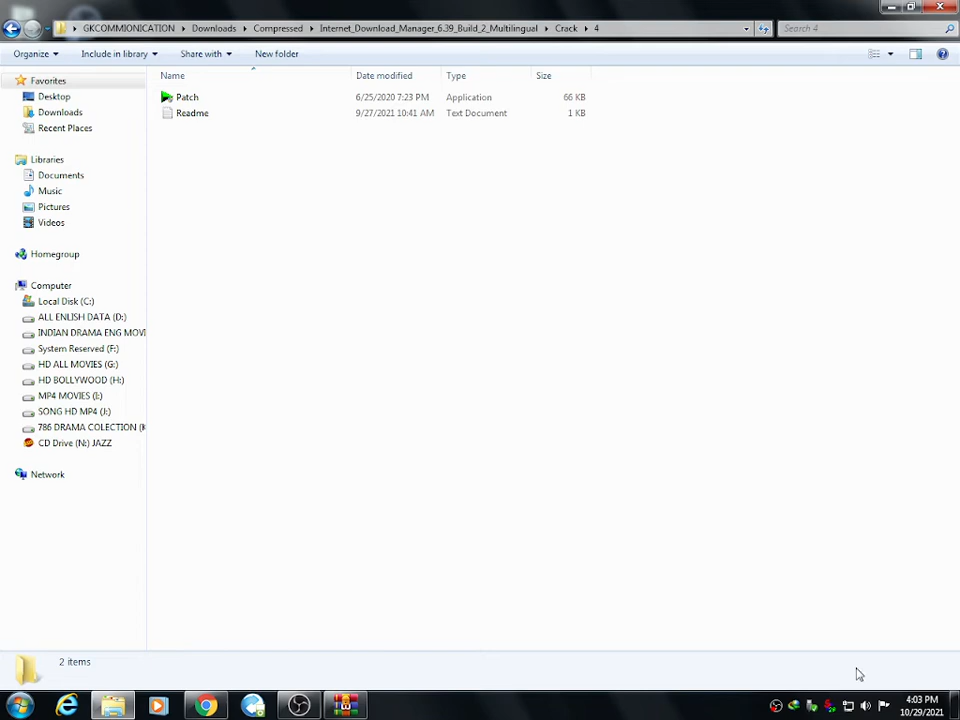 GKCOMMIONICATION ▸ Downloads ▸ Compressed ▸ Internet_Download_Manager_6.39_Build_2_Multilingual ▸ Crack ▸ 4
Search 4
Organize Include in library Share with New folder
Name Date modified Type Size
Favorites
Desktop
Downloads
Recent Places
Libraries
Documents
Music
Pictures
Videos
Homegroup
Computer
Local Disk (C:)
ALL ENLISH DATA (D:)
INDIAN DRAMA ENG MOVI
System Reserved (F:)
HD ALL MOVIES (G:)
HD BOLLYWOOD (H:)
MP4 MOVIES (I:)
SONG HD MP4 (J:)
786 DRAMA COLECTION (K
CD Drive (N:) JAZZ
Network
Patch 6/25/2020 7:23 PM Application 66 KB
Readme 9/27/2021 10:41 AM Text Document 1 KB
2 items
4:03 PM
10/29/2021